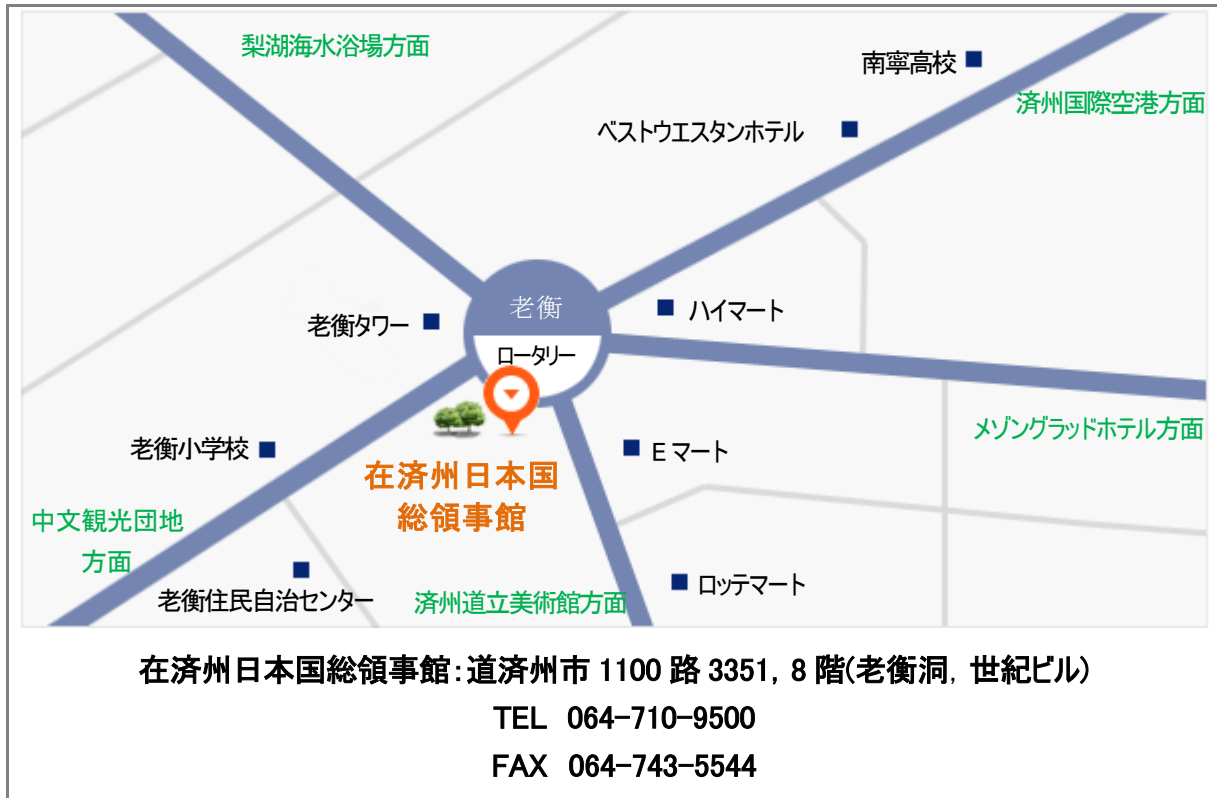 梨湖海水浴場方面
南寧高校
済州国際空港方面
ベストウエスタンホテル
老衡
ハイマート
老衡タワー
ロータリー
メゾングラッドホテル方面
老衡小学校
E マート
在済州日本国
総領事館
中文観光団地
方面
ロッテマート
老衡住民自治センター
済州道立美術館方面
在済州日本国総領事館：道済州市 1100 路 3351, 8 階(老衡洞, 世紀ビル)
TEL 064-710-9500
FAX 064-743-5544